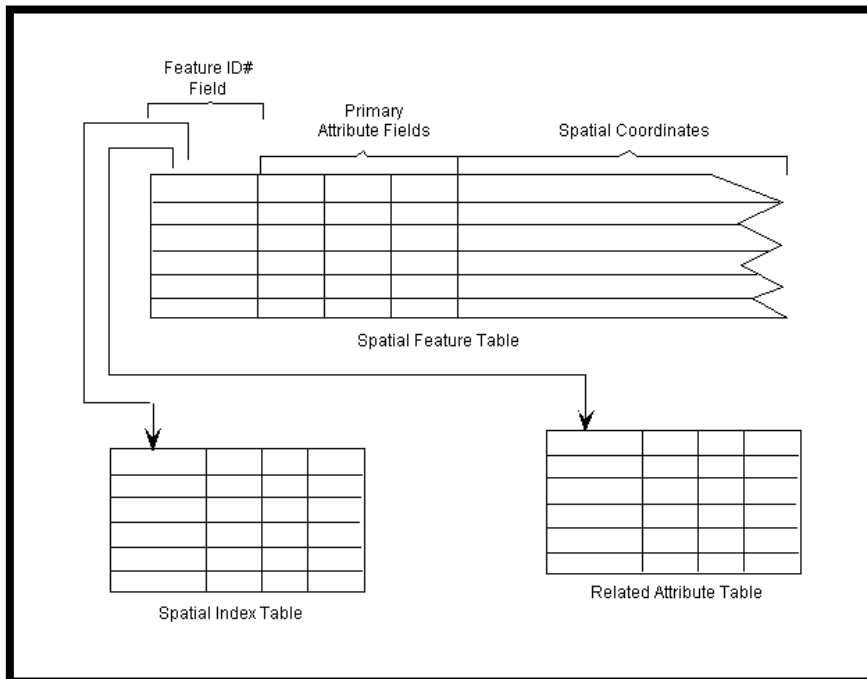 Feature ID#
Field
Primary
Attribute Fields
Spatial Coordinates
Spatial Feature Table
Spatial Index Table
Related Attribute Table